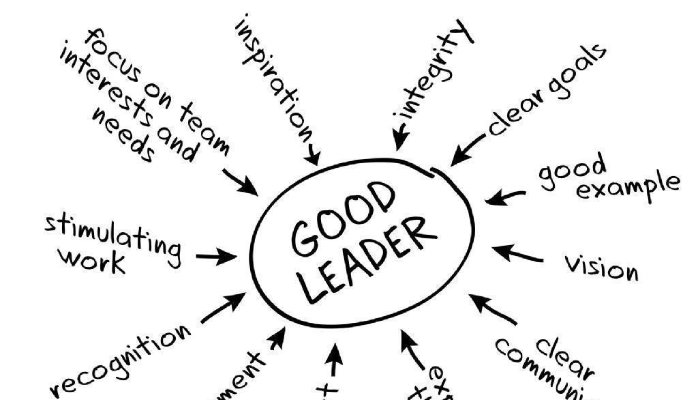 focus on team
interests and
needs
inspiration
integrity
clear goals
good
example
vision
clear
GOOD
LEADER
stimulating
work
recognition